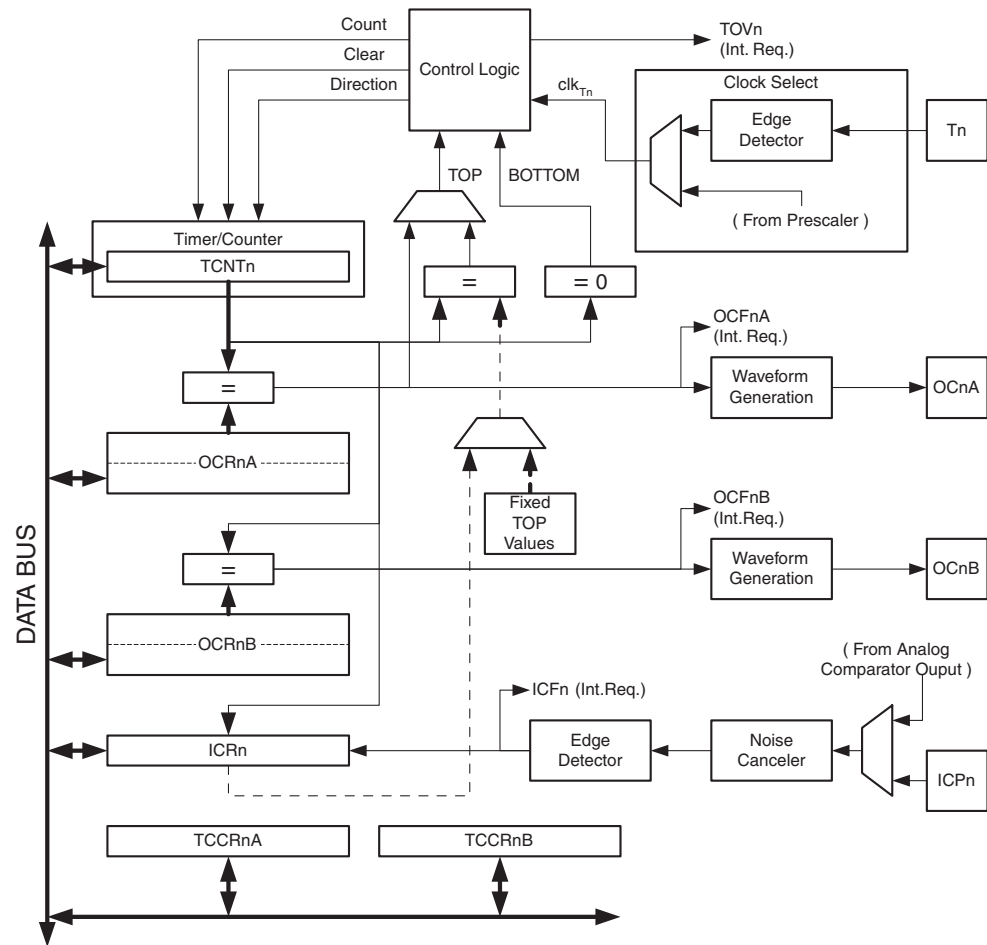 Count
Clear
Direction
Control Logic
TOVn
(Int. Req.)
clkTn
Clock Select
Edge
Detector
Tn
( From Prescaler )
TOP
BOTTOM
Timer/Counter
TCNTn
=
= 0
OCFnA
(Int. Req.)
=
Waveform
Generation
OCnA
OCRnA
Fixed
TOP
Values
OCFnB
(Int.Req.)
=
Waveform
Generation
OCnB
OCRnB
DATA BUS
( From Analog
Comparator Ouput )
ICFn (Int.Req.)
ICRn
Edge
Detector
Noise
Canceler
ICPn
TCCRnA
TCCRnB